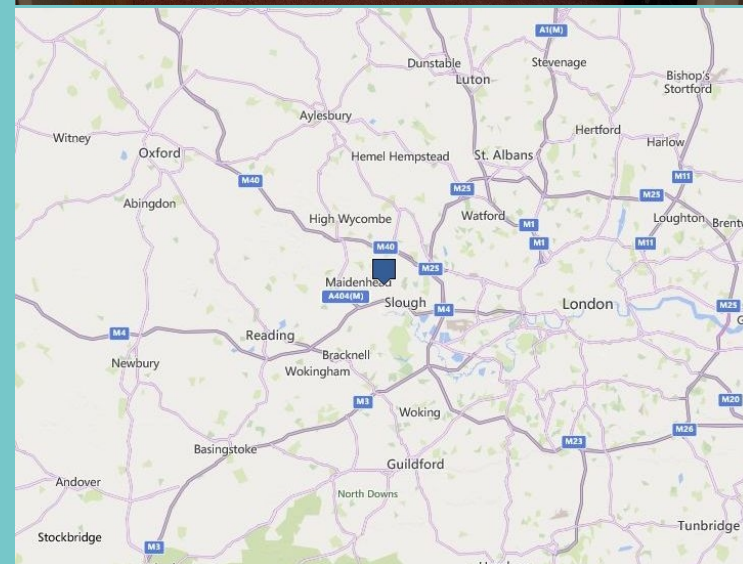 A1(M)
Dunstable
Stevenage
Luton
Bishop's
Stortford
Aylesbury
Witney
Hertford
Oxford
Harlow
Hemel Hempstead
St. Albans
M11
M40
M25
M25
Abingdon
High Wycombe
Watford
Loughton
M1
M40
M1
M11
M25
Maidenhead
A404(M)
Slough
London
M4
M25
M4
Reading
Newbury
Bracknell
Wokingham
M3
M20
Woking
M26
M23
Basingstoke
Guildford
Andover
North Downs
Tunbridge
Stockbridge
M3